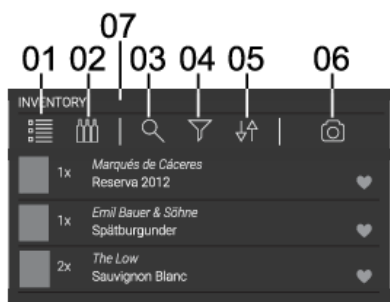 07
01 02 03 04 05 06
INVENTORY
1x Marqués de Cáceres
Reserva 2012
1x Emil Bauer & Söhne
Spätburgunder
2x The Low
Sauvignon Blanc